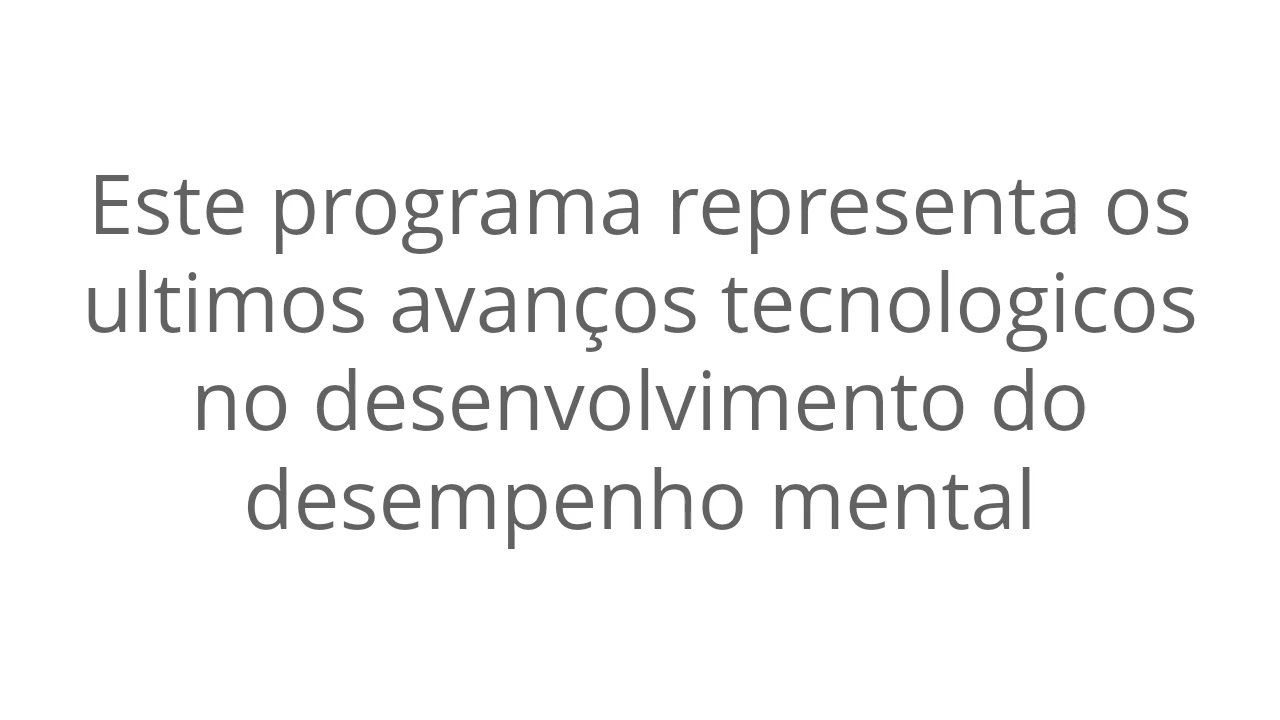 Este programa representa os
ultimos avanços tecnologicos
no desenvolvimento do
desempenho mental